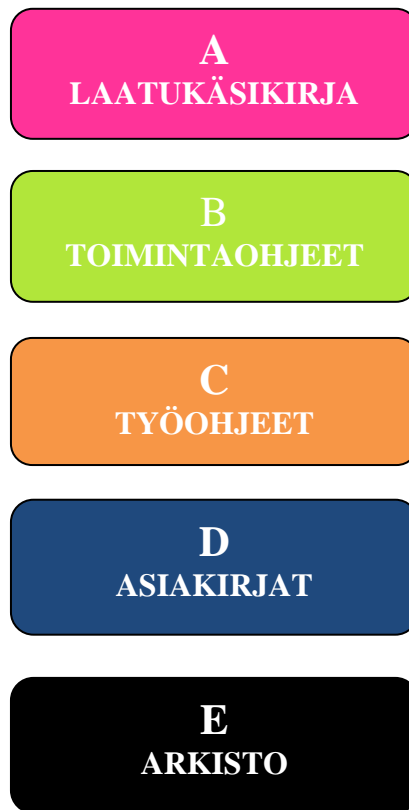 A
LAATUKÄSIKIRJA
B
TOIMINTAOHJEET
C
TYÖOHJEET
D
ASIAKIRJAT
E
ARKISTO